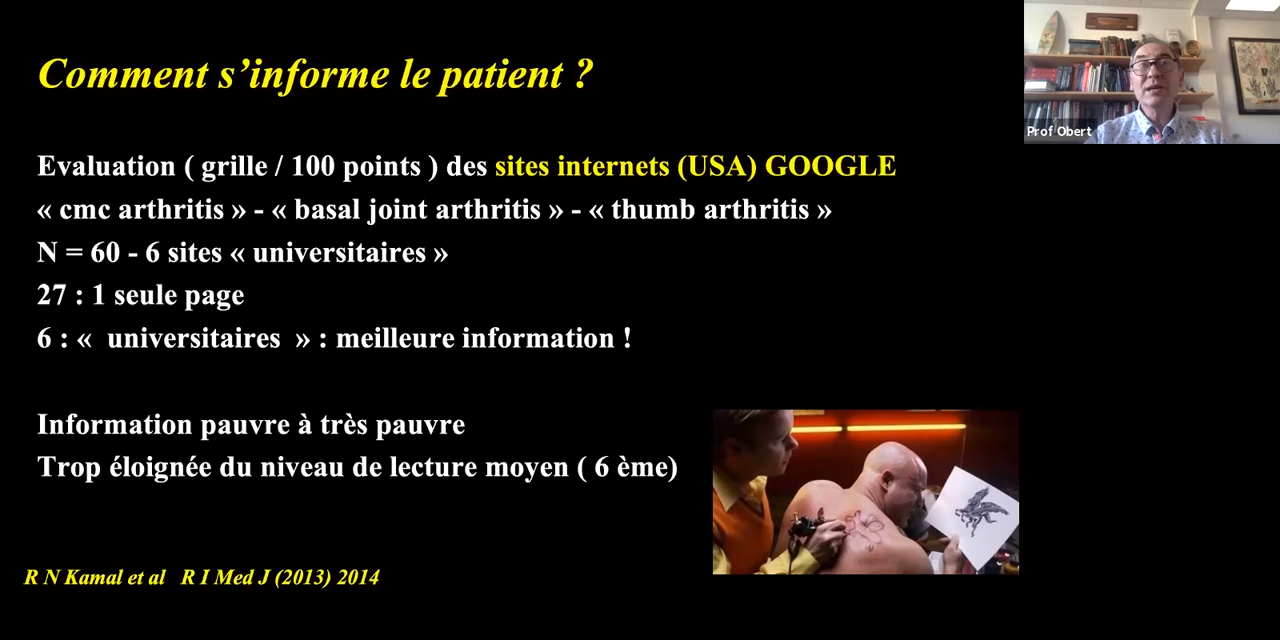 Comment s’informe le patient ?
Evaluation ( grille / 100 points ) des sites internets (USA) GOOGLE
« cmc arthritis » - « basal joint arthritis » - « thumb arthritis »
N = 60 - 6 sites « universitaires »
27 : 1 seule page
6 : «  universitaires  » : meilleure information !
Information pauvre à très pauvre
Trop éloignée du niveau de lecture moyen ( 6 ème)
R N Kamal et al   R I Med J (2013) 2014
Prof Obert